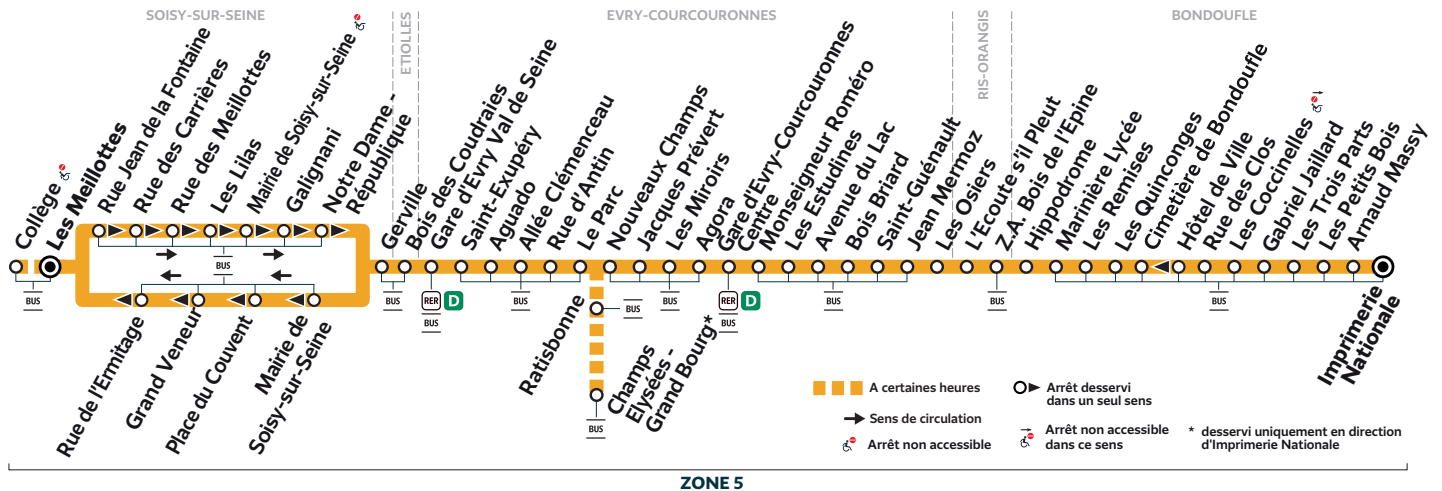 SOISY-SUR-SEINE
ETIOLLES
EVRY-COURCOURONNES
RIS-ORANGIS
BONDOUFLE
Collège
Les Meillottes
Rue Jean de la Fontaine
Rue des Carrières
Rue des Meillottes
Les Lilas
Mairie de Soisy-sur-Seine
Galignani
Notre Dame -
République
Gerville
Bois des Coudraies
Gare d'Evry Val de Seine
Saint-Exupéry
Aguado
Allée Clémenceau
Rue d'Antin
Le Parc
Nouveaux Champs
Jacques Prévert
Les Miroirs
Agora
Gare d'Evry-Courcouronnes
Centre
Monseigneur Roméro
Les Estudines
Avenue du Lac
Bois Briard
Saint-Guénault
Jean Mermoz
Les Osiers
L'Ecoute s'il Pleut
Z.A. Bois de l'Epine
Hippodrome
Marinière Lycée
Les Remises
Les Quinconges
Cimetière de Bondoufle
Hôtel de Ville
Rue des Clos
Les Coccinelles
Gabriel Jaillard
Les Trois Parts
Les Petits Bois
Arnaud Massy
Imprimerie
Nationale
BUS
BUS
BUS
RER D
BUS
BUS
BUS
BUS
RER D
BUS
BUS
BUS
BUS
Rue de l'Ermitage
Grand Veneur
Place du Couvent
Mairie de
Soisy-sur-Seine
Ratisbonne
Champs
Elysées -
Grand Bourg*
BUS
A certaines heures
Sens de circulation
Arrêt non accessible
Arrêt desservi
dans un seul sens
Arrêt non accessible
dans ce sens
* desservi uniquement en direction
d'Imprimerie Nationale
ZONE 5